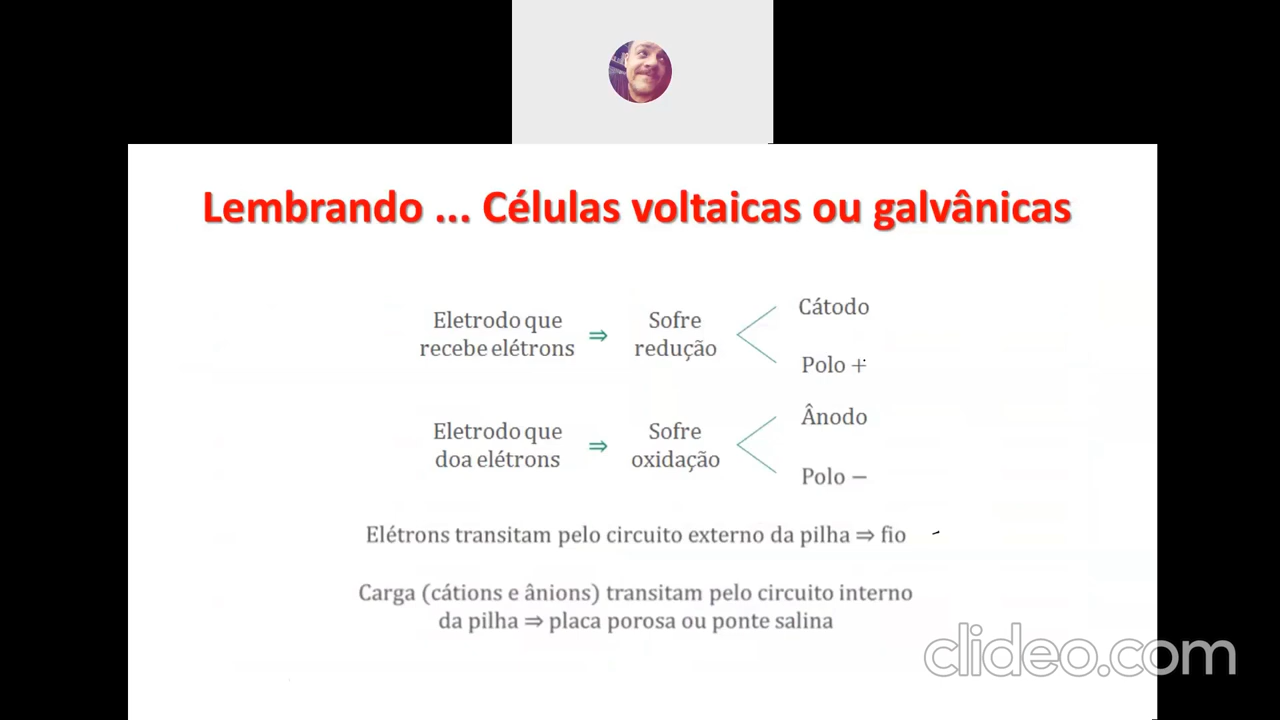 Lembrando ... Células voltaicas ou galvânicas
Eletrodo que
recebe elétrons
⇒
Sofre
redução
Cátodo
Polo +
Eletrodo que
doa elétrons
⇒
Sofre
oxidação
Ânodo
Polo −
Elétrons transitam pelo circuito externo da pilha ⇒ fio
Carga (cátions e ânions) transitam pelo circuito interno
da pilha ⇒ placa porosa ou ponte salina
clideo.com